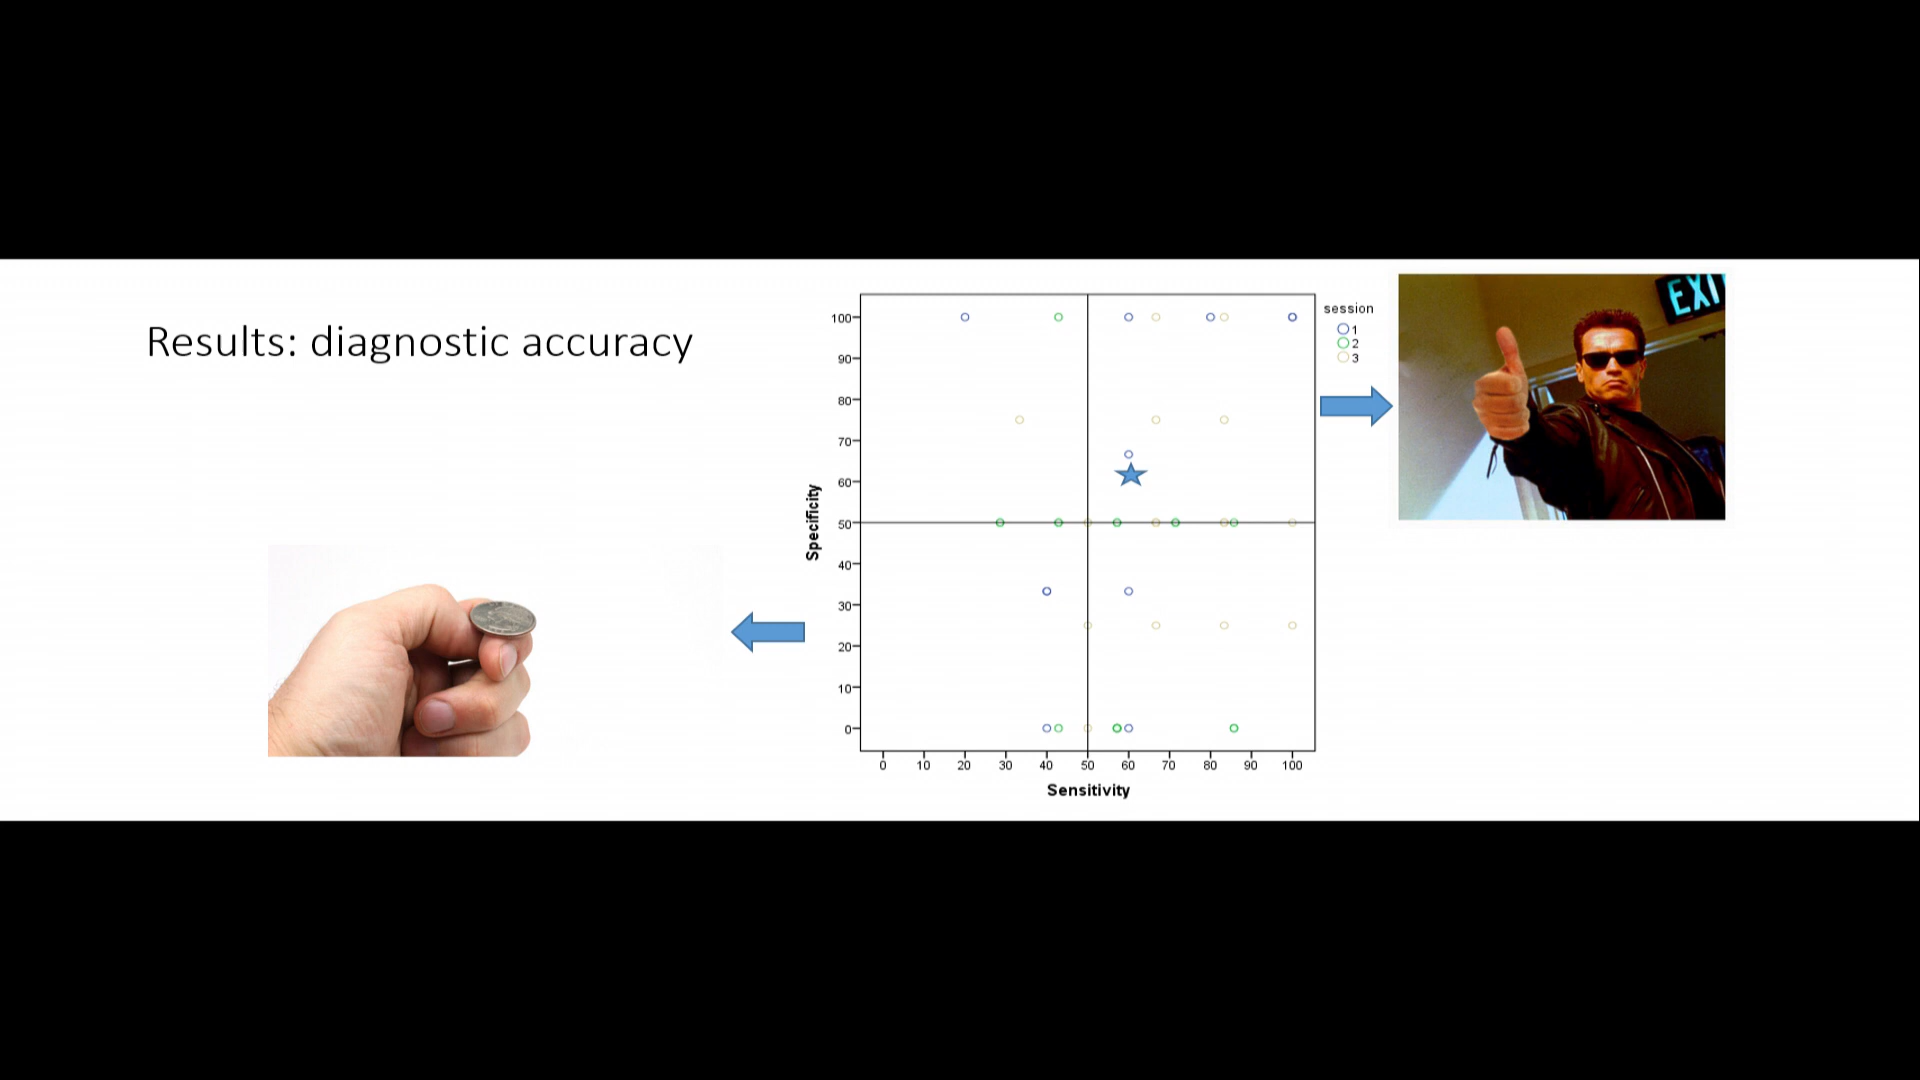 Results: diagnostic accuracy
Specificity
100
90
80
70
60
50
40
30
20
10
0
0 10 20 30 40 50 60 70 80 90 100
Sensitivity
session
1
2
3
EXI